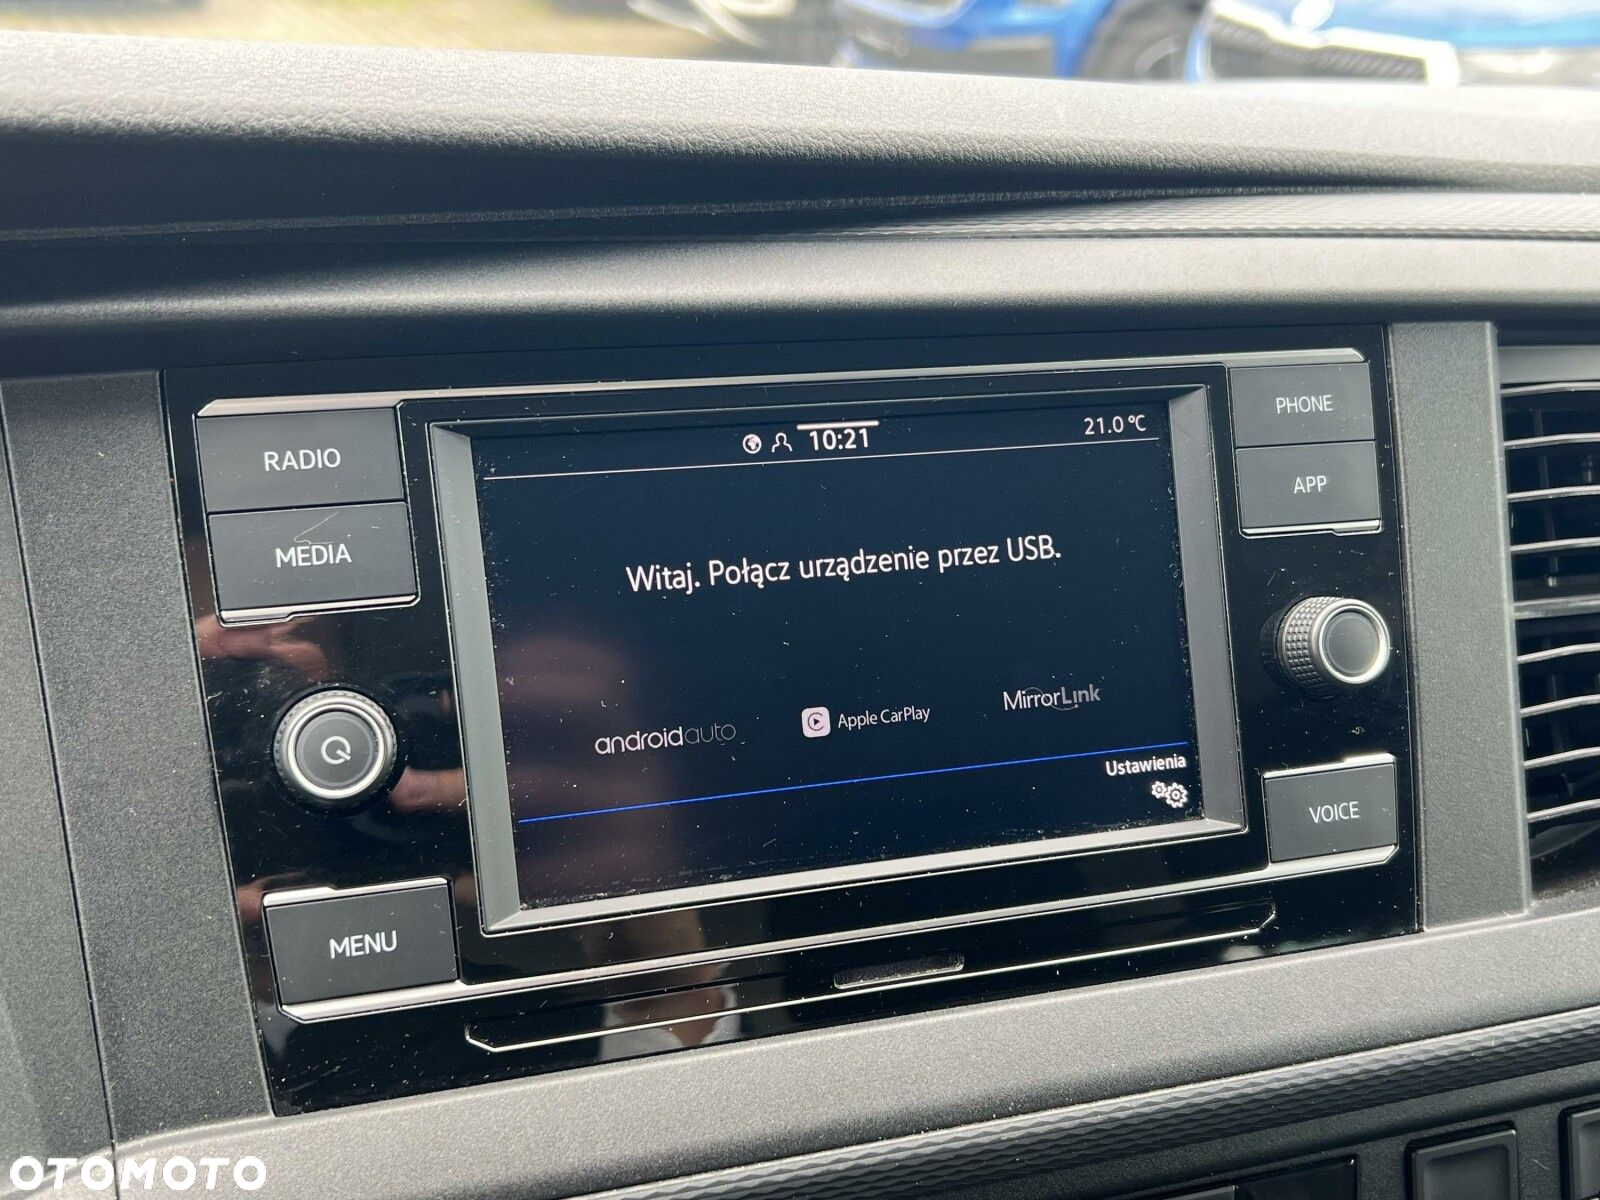 10:21
21.0 °C
RADIO
MEDIA
MENU
Witaj. Połącz urządzenie przez USB.
androidauto
Apple CarPlay
MirrorLink
Ustawienia
PHONE
APP
VOICE
OTOMOTO